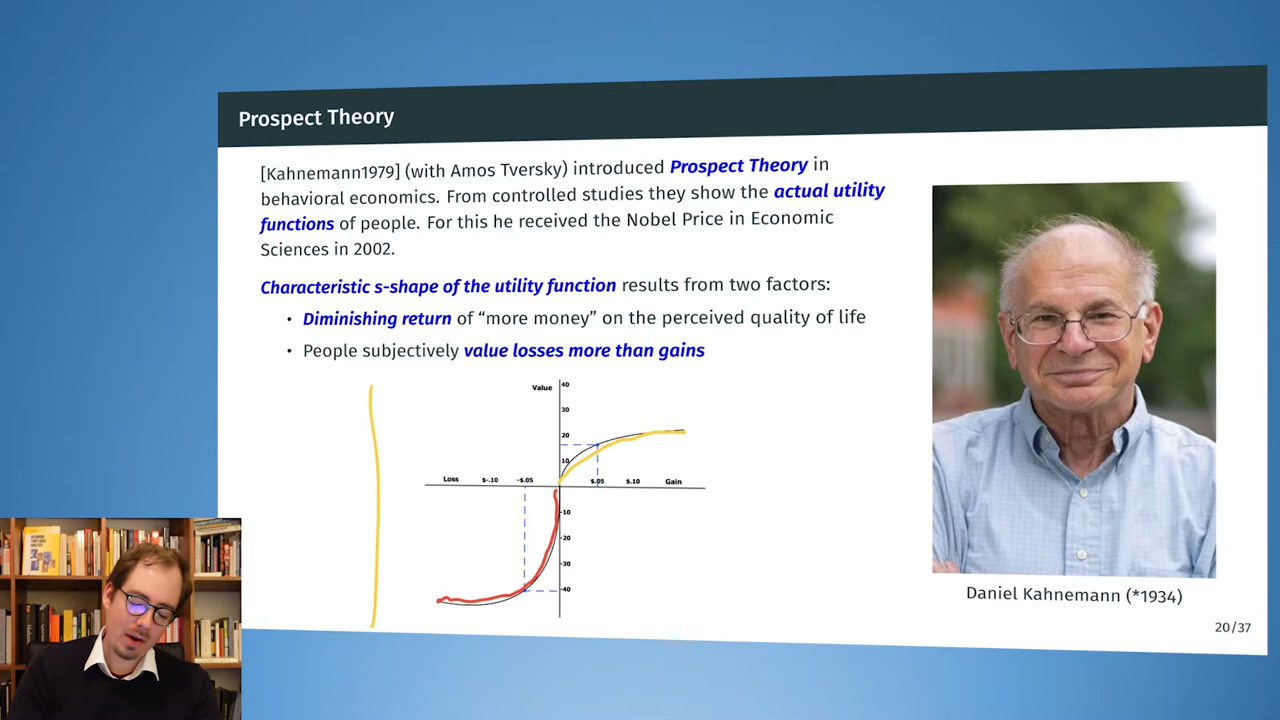 Prospect Theory
[Kahnemann1979] (with Amos Tversky) introduced Prospect Theory in
behavioral economics. From controlled studies they show the actual utility
functions of people. For this he received the Nobel Price in Economic
Sciences in 2002.
Characteristic s-shape of the utility function results from two factors:
• Diminishing return of “more money” on the perceived quality of life
• People subjectively value losses more than gains
Value
40
30
20
10
Loss $-.10 -$.05 $.05 $.10 Gain
-10
-20
-30
-40
Daniel Kahnemann (*1934)
20/37